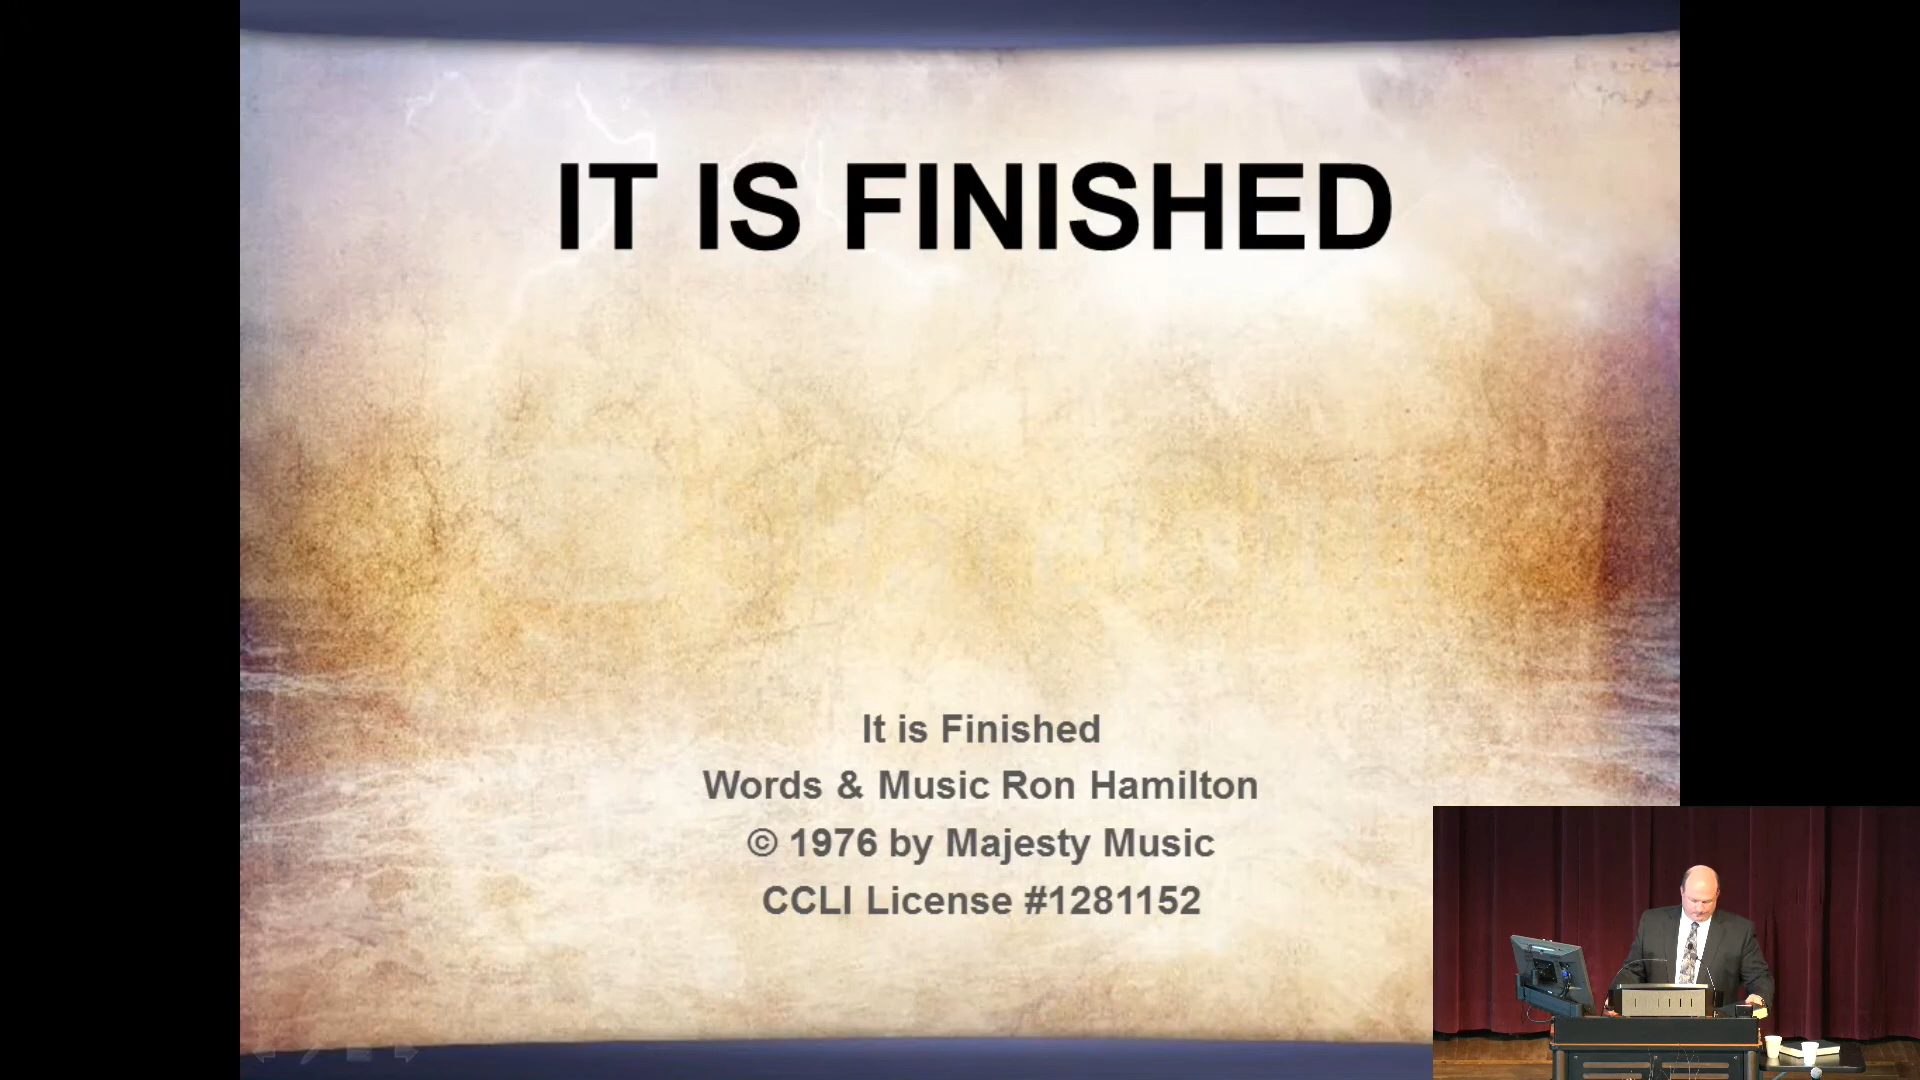 IT IS FINISHED
It is Finished
Words & Music Ron Hamilton
© 1976 by Majesty Music
CCLI License #1281152